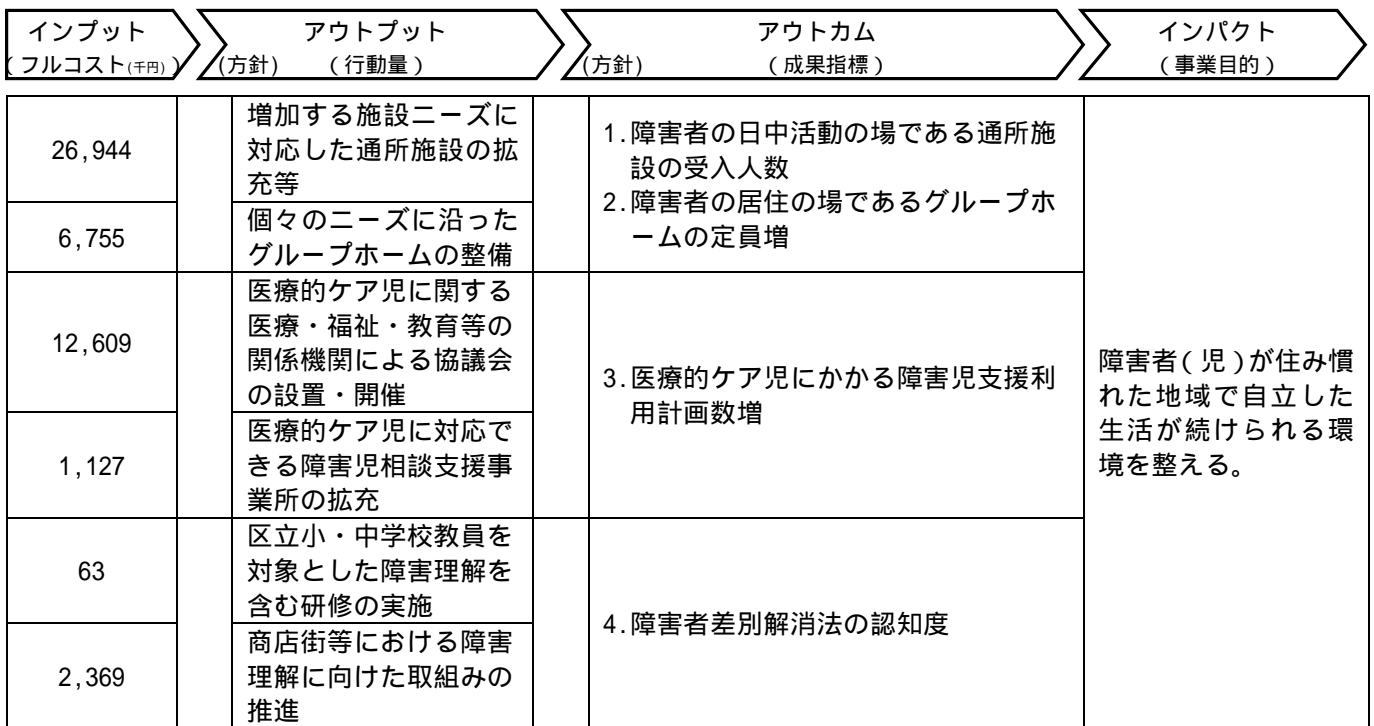 インプット
(フルコスト(千円))
アウトプット
(方針) (行動量)
アウトカム
(方針) (成果指標)
インパクト
(事業目的)
26,944
増加する施設ニーズに
対応した通所施設の拡
充等
6,755
個々のニーズに沿った
グループホームの整備
1.障害者の日中活動の場である通所施
設の受入人数
2.障害者の居住の場であるグループホ
ームの定員増
12,609
医療的ケア児に関する
医療・福祉・教育等の
関係機関による協議会
の設置・開催
1,127
医療的ケア児に対応で
きる障害児相談支援事
業所の拡充
3.医療的ケア児にかかる障害児支援利
用計画数増
63
区立小・中学校教員を
対象とした障害理解を
含む研修の実施
2,369
商店街等における障害
理解に向けた取組みの
推進
4.障害者差別解消法の認知度
障害者(児)が住み慣
れた地域で自立した
生活が続けられる環
境を整える。